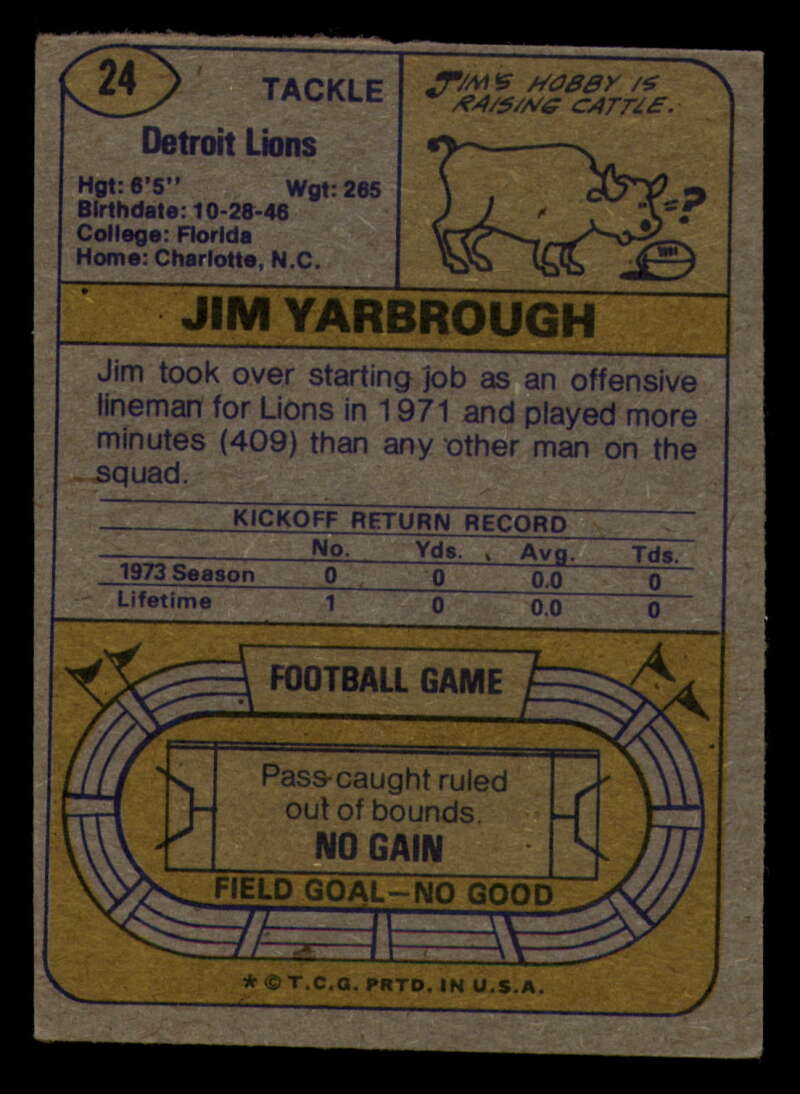 24
TACKLE
Detroit Lions
Hgt: 6'5" Wgt: 265
Birthdate: 10-28-46
College: Florida
Home: Charlotte, N.C.
JIM'S HOBBY IS
RAISING CATTLE.
=?
JIM YARBROUGH
Jim took over starting job as an offensive
lineman for Lions in 1971 and played more
minutes (409) than any other man on the
squad.
KICKOFF RETURN RECORD
No. Yds. Avg. Tds.
1973 Season 0 0 0.0 0
Lifetime 1 0 0.0 0
FOOTBALL GAME
Pass caught ruled
out of bounds.
NO GAIN
FIELD GOAL—NO GOOD
* © T.C.G. PRTD. IN U.S.A.